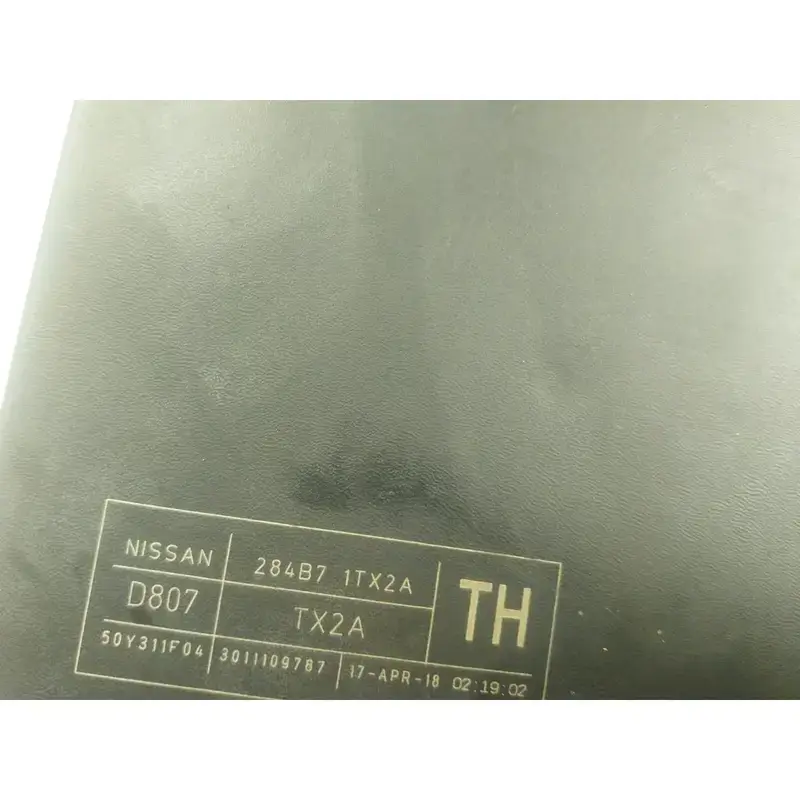 NISSAN 284B7 1TX2A TH
D807 TX2A
50Y311F04 3011109787 17-APR-18 02:19:02